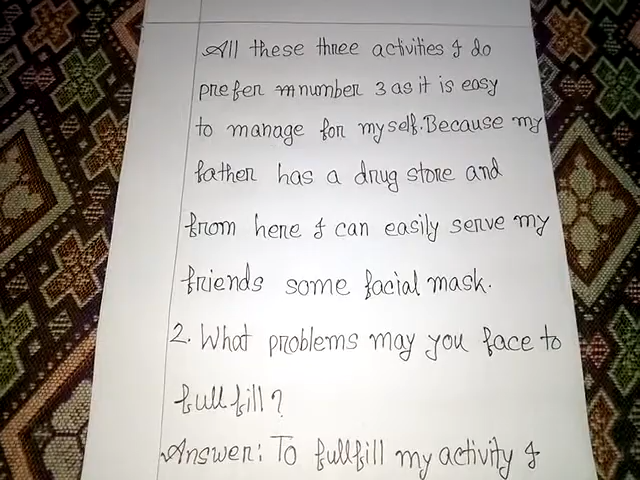 All these three activities I do
prefer number 3 as it is easy
to manage for myself. Because my
father has a drug store and
from here I can easily serve my
friends some facial mask.
2. What problems may you face to
fullfill?
Answer: To fullfill my activity I